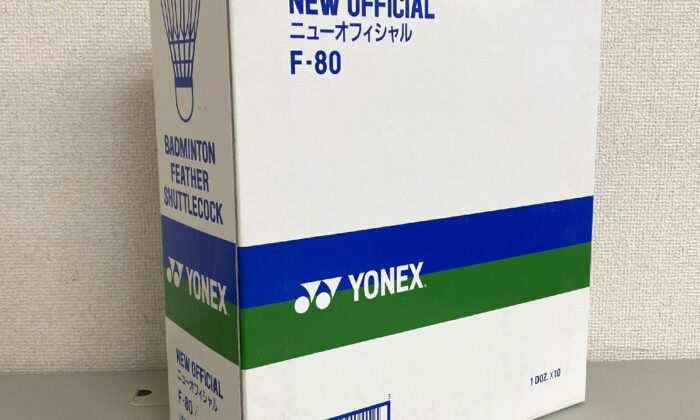 NEW OFFICIAL
ニューオフィシャル
F-80
YONEX
1 DOZ. X10
BADMINTON
FEATHER
SHUTTLECOCK
YONEX
NEW OFFICIAL
ニューオフィシャル
F-80 /